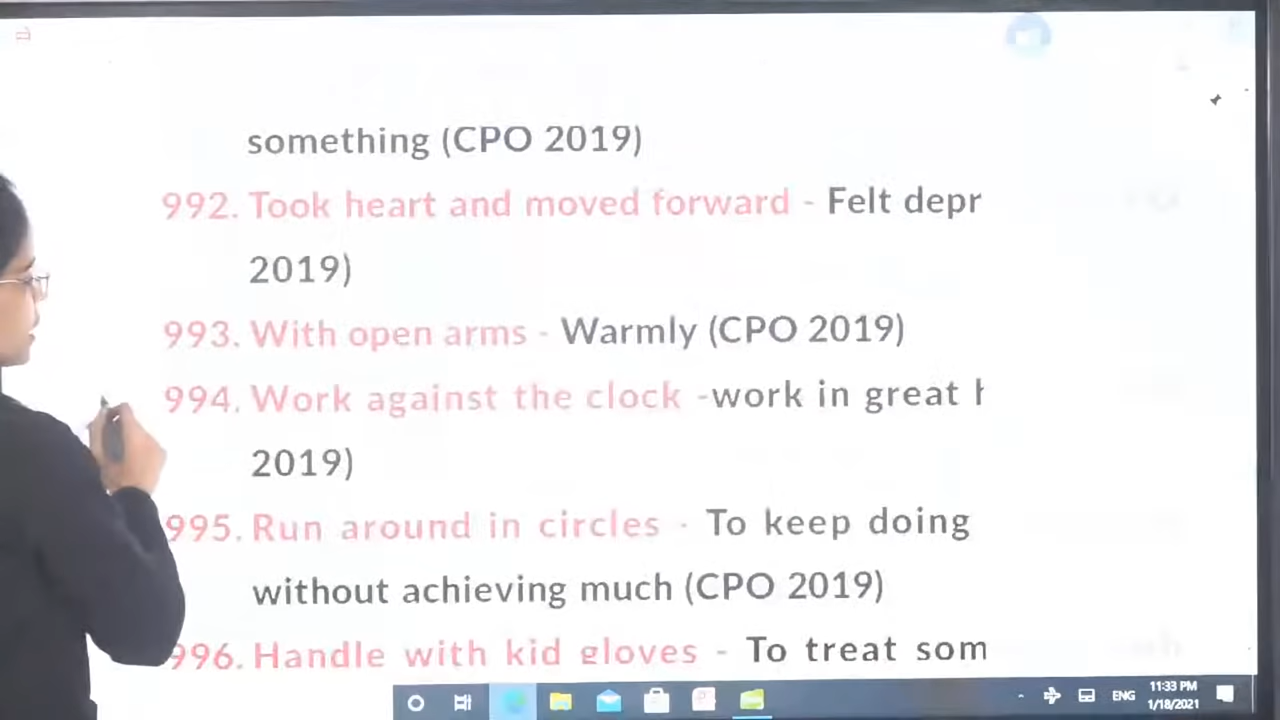 something (CPO 2019)
992. Took heart and moved forward - Felt depr
2019)
993. With open arms - Warmly (CPO 2019)
994. Work against the clock -work in great
2019)
995. Run around in circles - To keep doing
without achieving much (CPO 2019)
996. Handle with kid gloves - To treat som
ENG
11:33 PM
1/18/2021